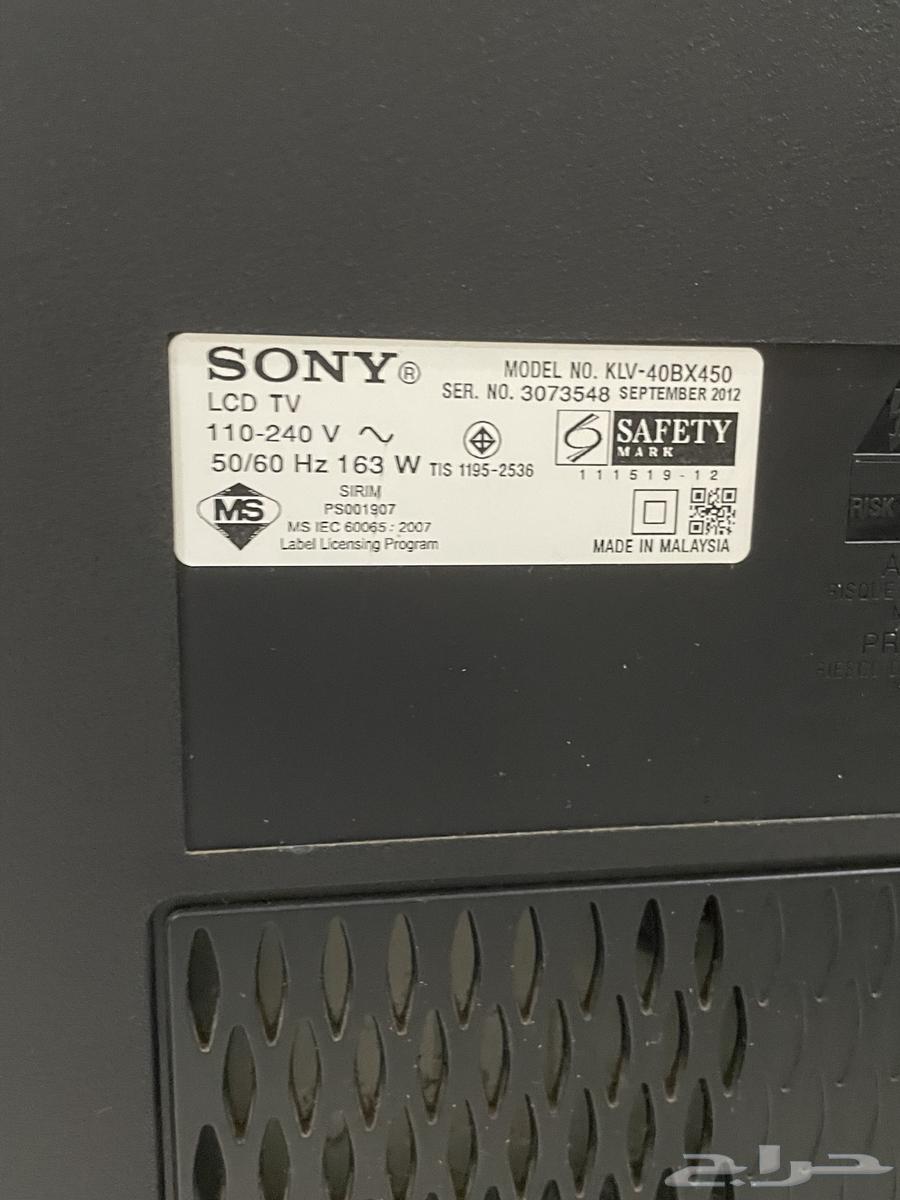 SONY®
MODEL NO. KLV-40BX450
LCD TV
SER. NO. 3073548 SEPTEMBER 2012
110-240 V
SAFETY
MARK
50/60 Hz 163 W
TIS 1195-2536
111519-12
MS
SIRIM
PS001907
MS IEC 60065 : 2007
Label Licensing Program
MADE IN MALAYSIA
RISK
RISQUE
حراج